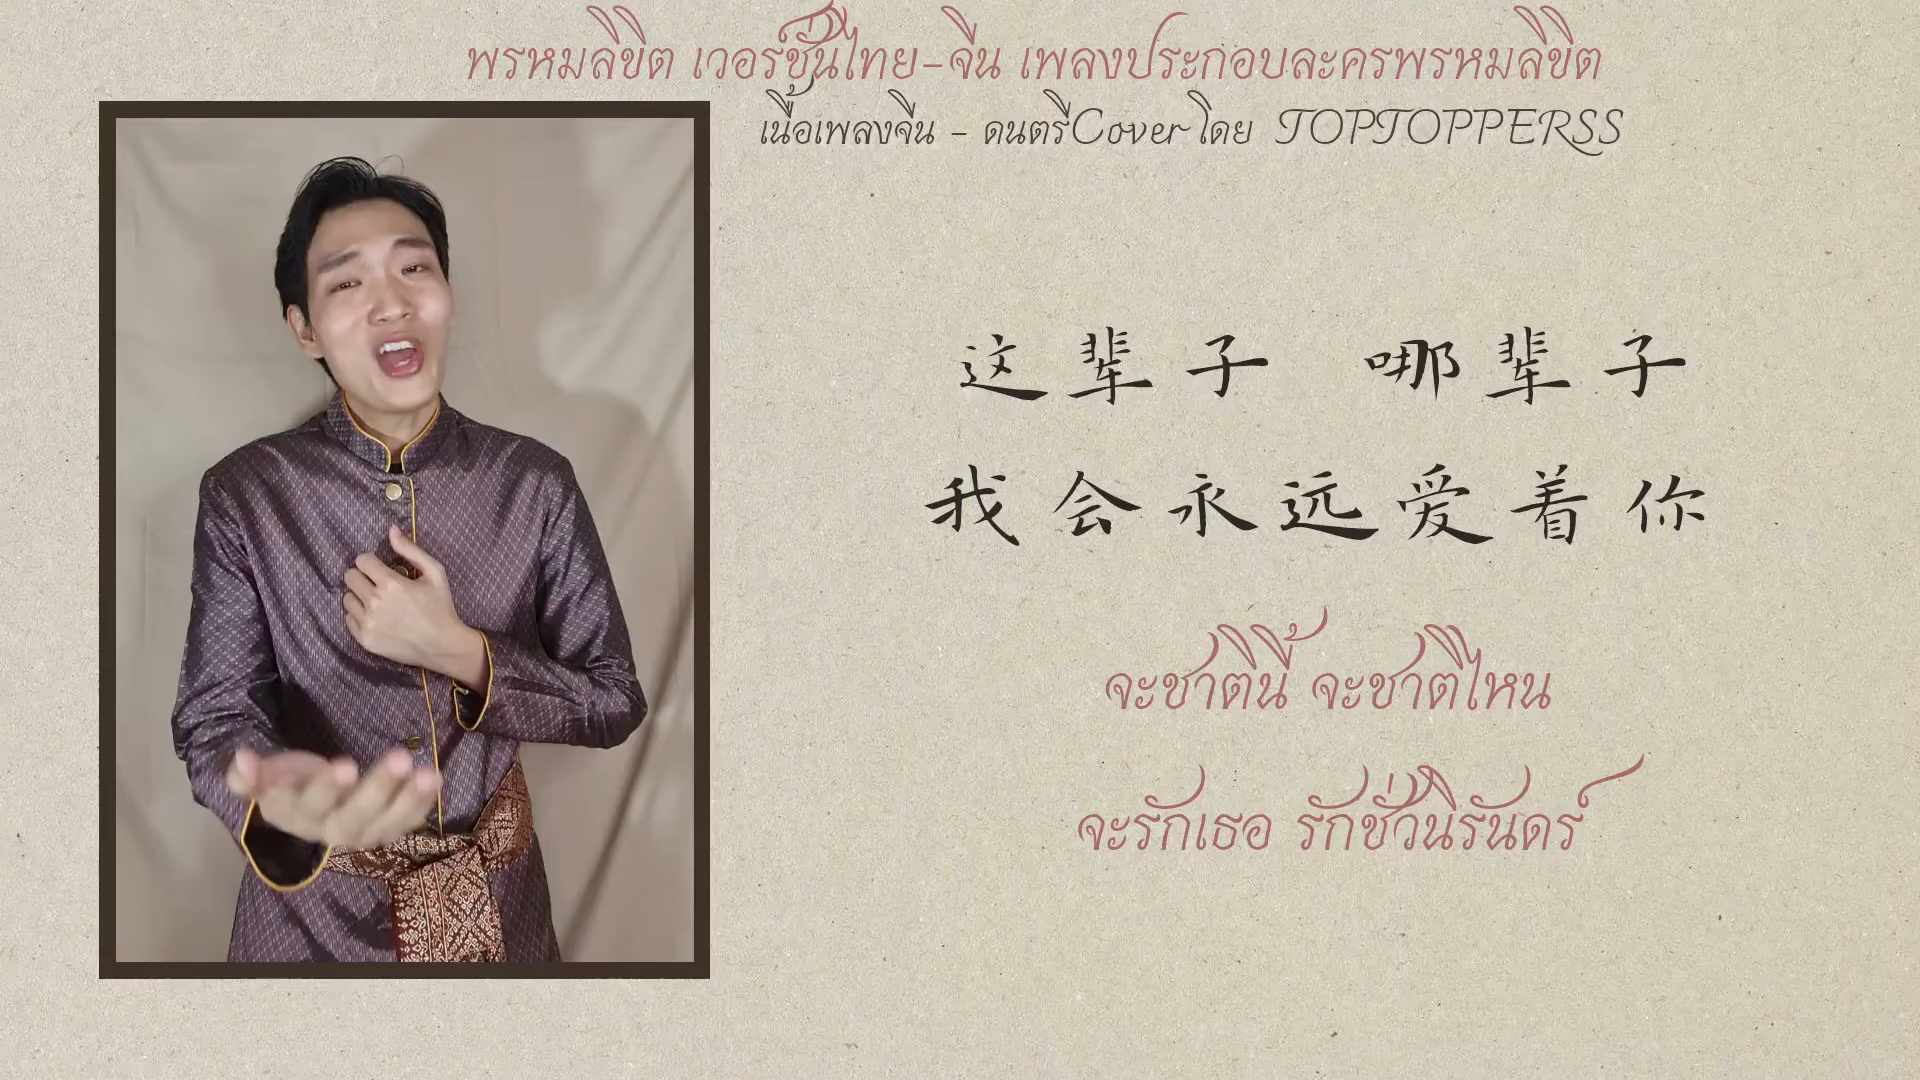 พรหมลิขิต เวอร์ชั่นไทย-จีน เพลงประกอบละครพรหมลิขิต
เนื้อเพลงจีน - ดนตรีCoverโดย TOPTOPPERSS
这辈子 哪辈子
我会永远爱着你
จะชาตินี้ จะชาติไหน
จะรักเธอ รักชั่วนิรันดร์